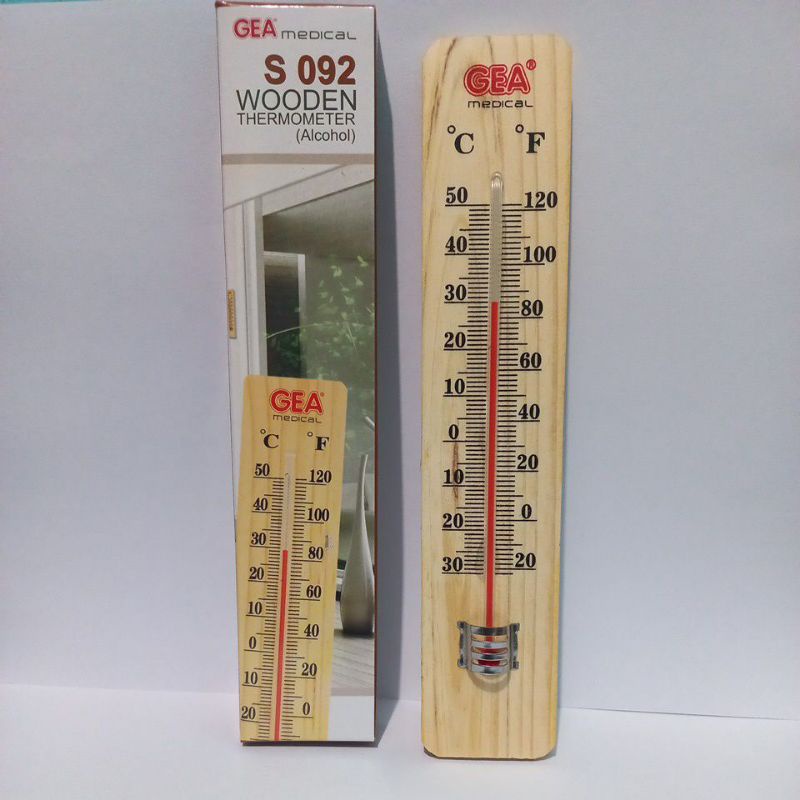 GEA medical
S 092
WOODEN
THERMOMETER
(Alcohol)
GEA
medical
°C °F
50 120
40 100
30 80
20 60
10 40
0 20
10 0
20
GEA®
medical
°C °F
50 120
40 100
30 80
20 60
10 40
0 20
10 0
20 20
30